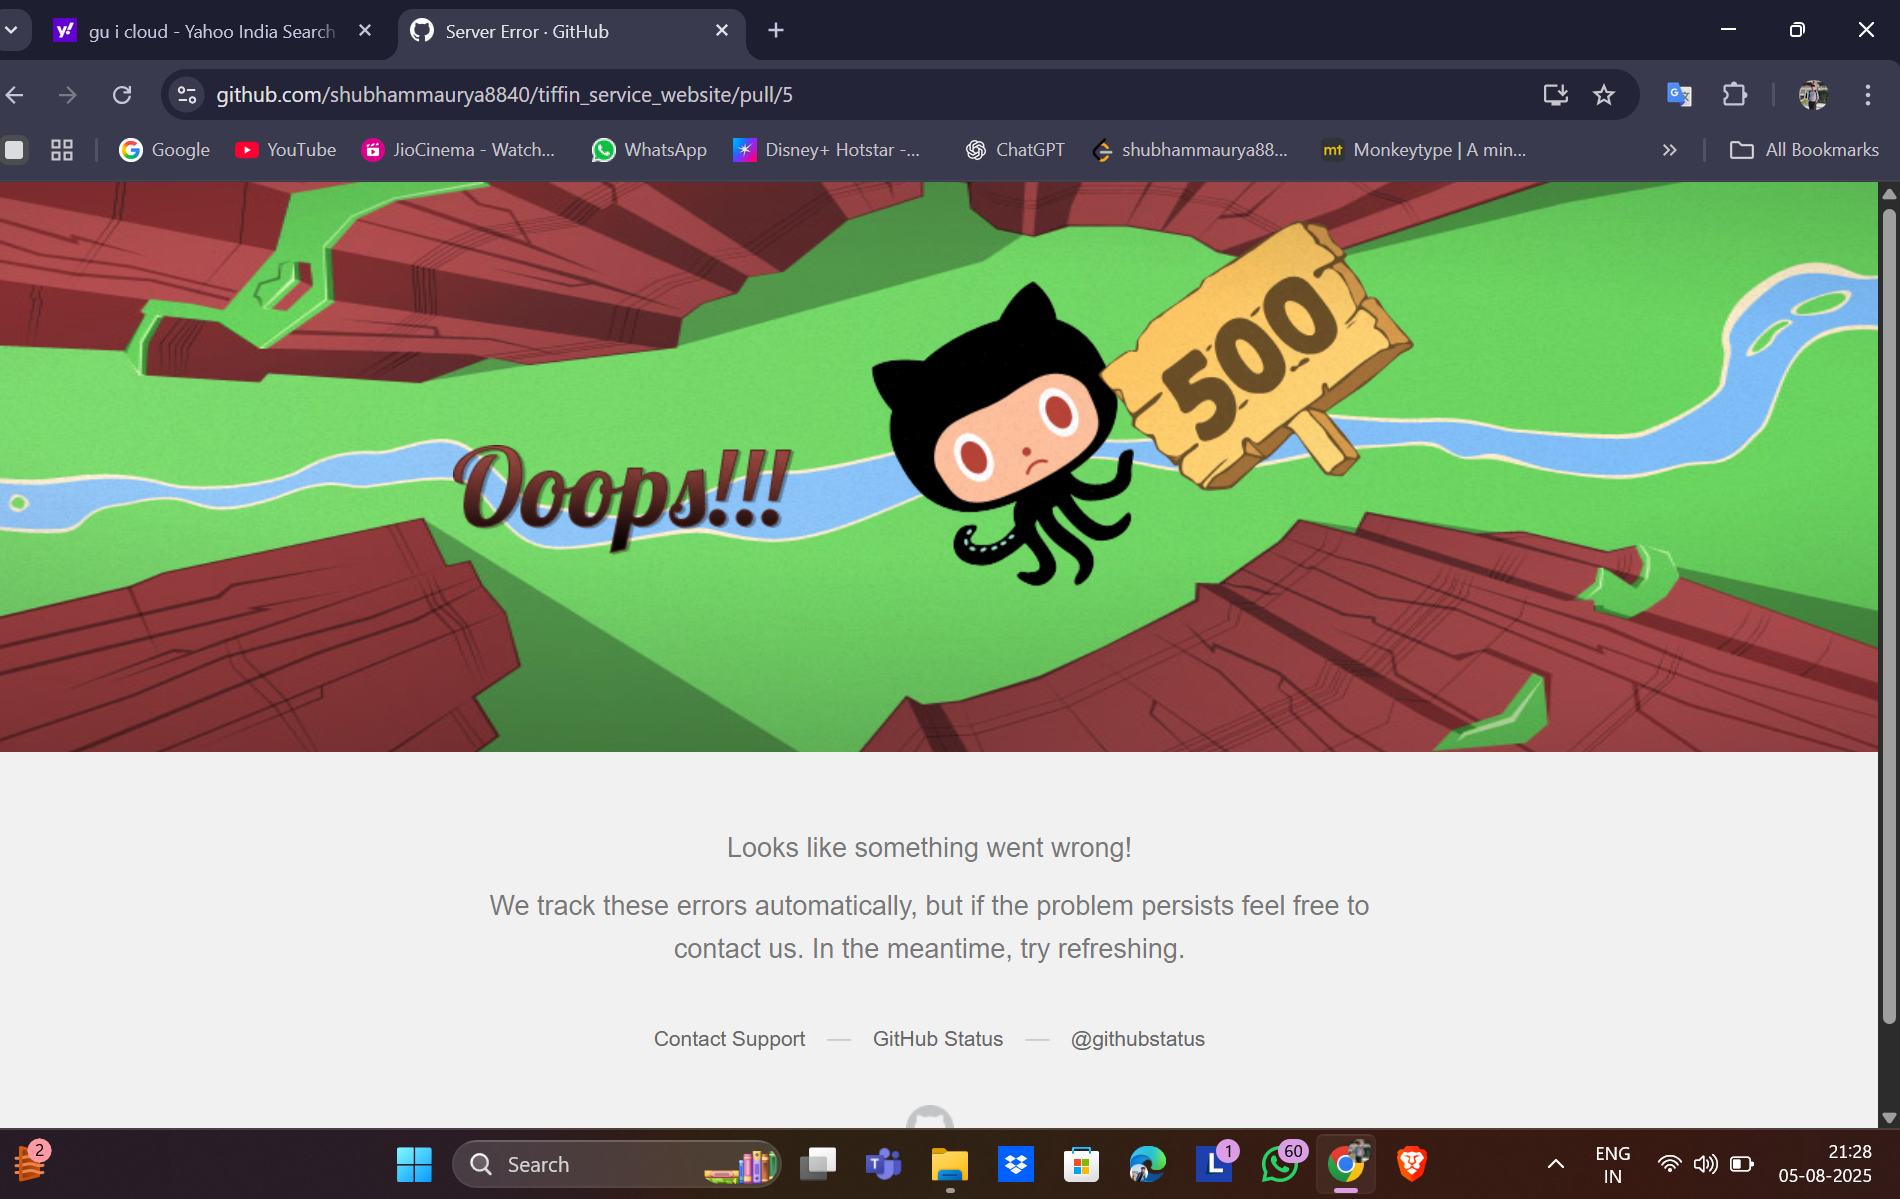 gu i cloud - Yahoo India Search
Server Error · GitHub
github.com/shubhammaurya8840/tiffin_service_website/pull/5
Google
YouTube
JioCinema - Watch...
WhatsApp
Disney+ Hotstar -...
ChatGPT
shubhammaurya88...
mt
Monkeytype | A min...
All Bookmarks
500
Ooops!!!
Looks like something went wrong!
We track these errors automatically, but if the problem persists feel free to
contact us. In the meantime, try refreshing.
Contact Support — GitHub Status — @githubstatus
2
Search
L
1
60
ENG
IN
21:28
05-08-2025